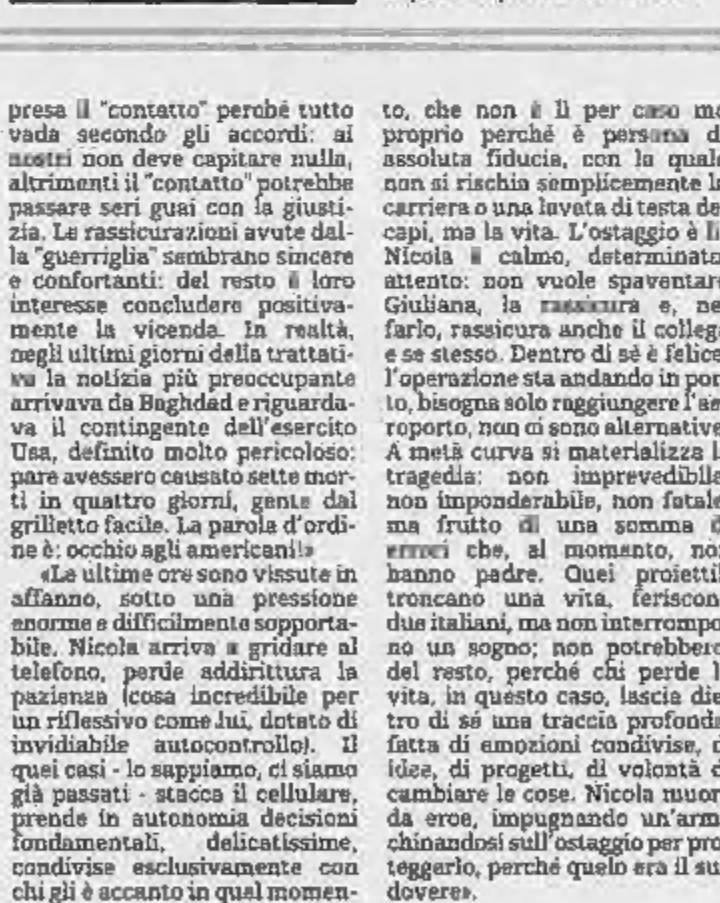 presa il "contatto" perché tutto
vada secondo gli accordi: ai
nostri non deve capitare nulla,
altrimenti il "contatto" potrebbe
passare seri guai con la giusti-
zia. Le rassicurazioni avute dal-
la "guerriglia" sembrano sincere
e confortanti: del resto è loro
interesse concludere positiva-
mente la vicenda. In realtà,
negli ultimi giorni della trattati-
va la notizia più preoccupante
arrivava da Baghdad e riguarda-
va il contingente dell'esercito
Usa, definito molto pericoloso:
pare avessero causato sette mor-
ti in quattro giorni, gente dal
grilletto facile. La parola d'ordi-
ne è: occhio agli americani!»
«Le ultime ore sono vissute in
affanno, sotto una pressione
enorme e difficilmente sopporta-
bile. Nicola arriva a gridare al
telefono, perde addirittura la
pazienza (cosa incredibile per
un riflessivo come lui, dotato di
invidiabile autocontrollo). Il
quei casi - lo sappiamo, ci siamo
già passati - stacca il cellulare,
prende in autonomia decisioni
fondamentali, delicatissime,
condivise esclusivamente con
chi gli è accanto in quel momen-
to, che non è lì per caso ma
proprio perché è persona d
assoluta fiducia, con la quale
non si rischia semplicemente la
carriera o una lavata di testa dei
capi, ma la vita. L'ostaggio è lì.
Nicola è calmo, determinato
attento: non vuole spaventare
Giuliana, la rassicura e, nel
farlo, rassicura anche il collega
e se stesso. Dentro di sé è felice,
l'operazione sta andando in por-
to, bisogna solo raggiungere l'ae
roporto, non ci sono alternative
A metà curva si materializza l
tragedia: non imprevedibile
non imponderabile, non fatale
ma frutto di una somma d
errori che, al momento, non
hanno padre. Quei proiettil
troncano una vita, feriscon
due italiani, ma non interrompo
no un sogno; non potrebbero
del resto, perché chi perde l
vita, in questo caso, lascia die
tro di sé una traccia profonda
fatta di emozioni condivise, d
idee, di progetti, di volontà d
cambiare le cose. Nicola muor
da eroe, impugnando un'arm
chinandosi sull'ostaggio per pro
teggerlo, perché quelo era il su
dovere».